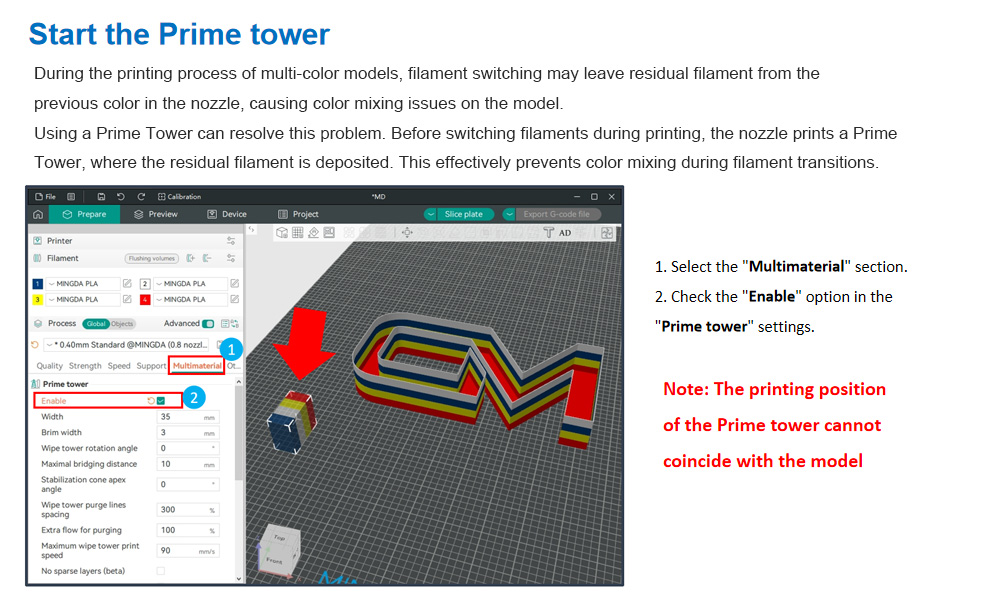 Start the Prime tower
During the printing process of multi-color models, filament switching may leave residual filament from the
previous color in the nozzle, causing color mixing issues on the model.
Using a Prime Tower can resolve this problem. Before switching filaments during printing, the nozzle prints a Prime
Tower, where the residual filament is deposited. This effectively prevents color mixing during filament transitions.
File Calibration *MD
Prepare Preview Device Project Slice plate Export G-code file
Printer
Filament Flushing volumes
1 MINGDA PLA 2 MINGDA PLA
3 MINGDA PLA 4 MINGDA PLA
Process Global Objects Advanced
* 0.40mm Standard @MINGDA (0.8 nozzl...
1
Quality Strength Speed Support Multimaterial Ot...
Prime tower
Enable
2
Width 35 mm
Brim width 3 mm
Wipe tower rotation angle 0 °
Maximal bridging distance 10 mm
Stabilization cone apex
angle 0 °
Wipe tower purge lines
spacing 300 %
Extra flow for purging 100 %
Maximum wipe tower print
speed 90 mm/s
No sparse layers (beta)
AD
Top
Front
1. Select the "Multimaterial" section.
2. Check the "Enable" option in the
"Prime tower" settings.
Note: The printing position
of the Prime tower cannot
coincide with the model